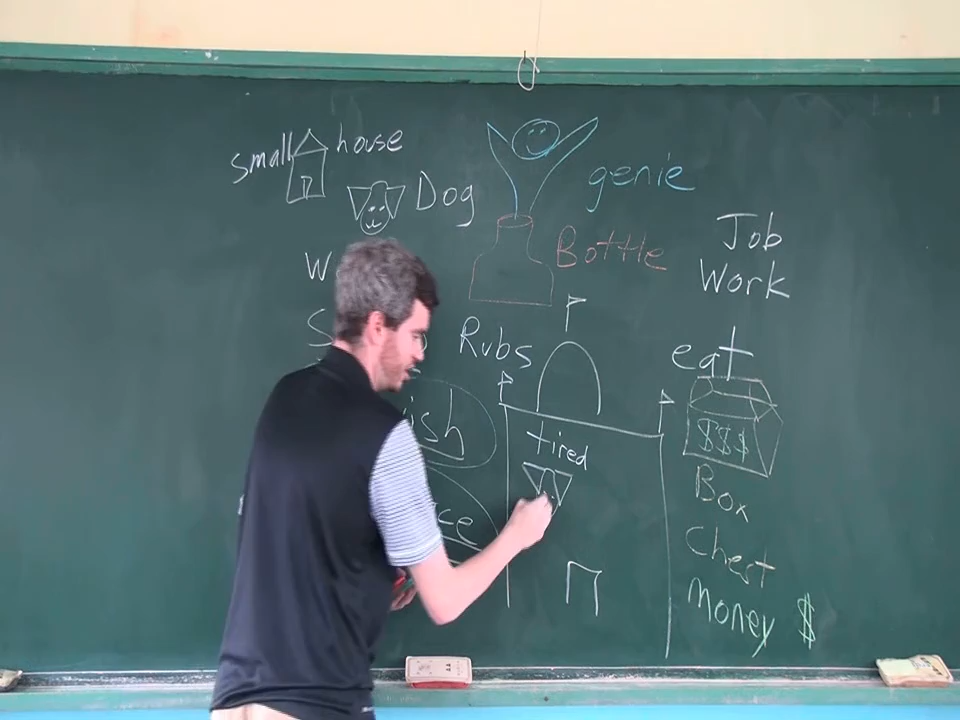 small house
Dog
genie
Bottle
Job
Work
Rubs
eat
tired
$$$
Box
Chest
Money $